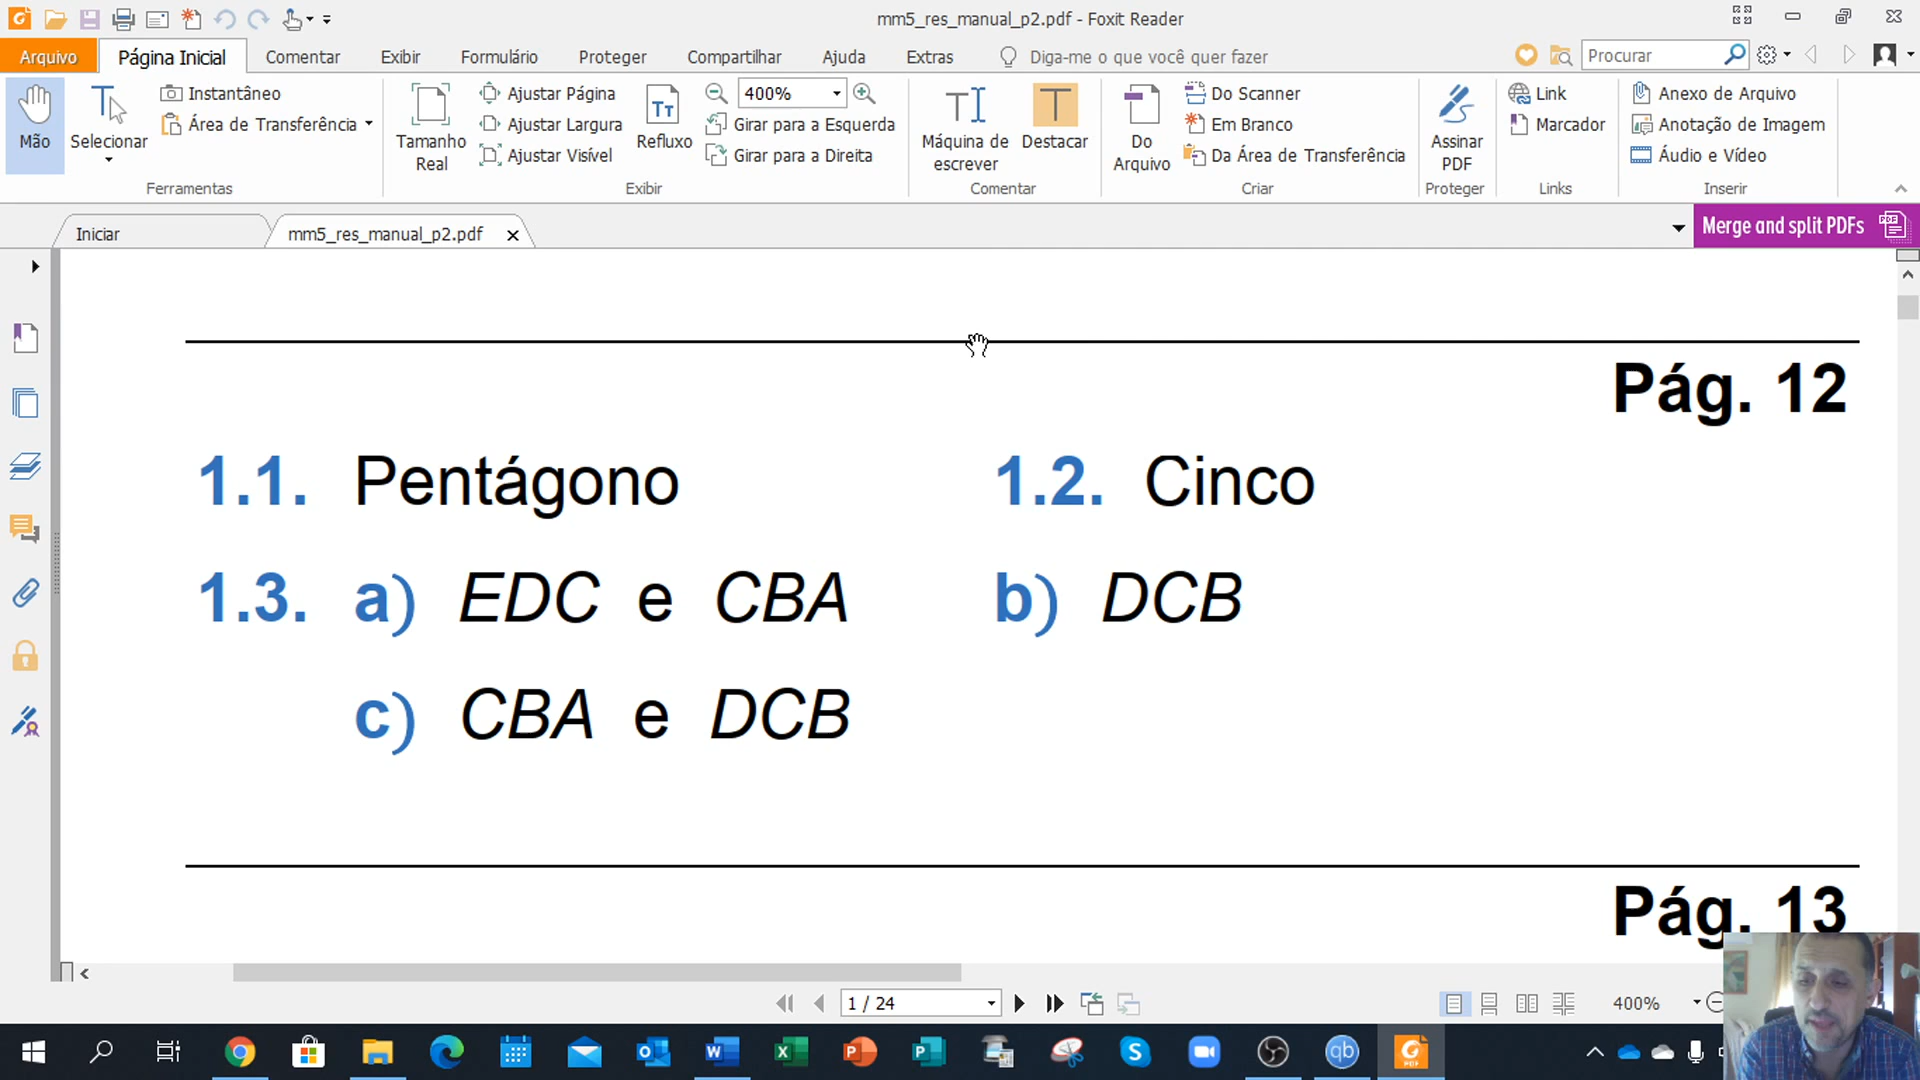 mm5_res_manual_p2.pdf - Foxit Reader
Arquivo Página Inicial Comentar Exibir Formulário Proteger Compartilhar Ajuda Extras Diga-me o que você quer fazer Procurar
Mão
Selecionar
Instantâneo
Área de Transferência
Ferramentas
Tamanho Real
Ajustar Página
Ajustar Largura
Ajustar Visível
Refluxo
400%
Girar para a Esquerda
Girar para a Direita
Exibir
Máquina de escrever
Destacar
Comentar
Do Arquivo
Do Scanner
Em Branco
Da Área de Transferência
Criar
Assinar PDF
Proteger
Link
Marcador
Links
Anexo de Arquivo
Anotação de Imagem
Áudio e Vídeo
Inserir
Iniciar mm5_res_manual_p2.pdf Merge and split PDFs
Pág. 12
1.1. Pentágono 1.2. Cinco
1.3. a) EDC e CBA b) DCB
c) CBA e DCB
Pág. 13
1 / 24 400%